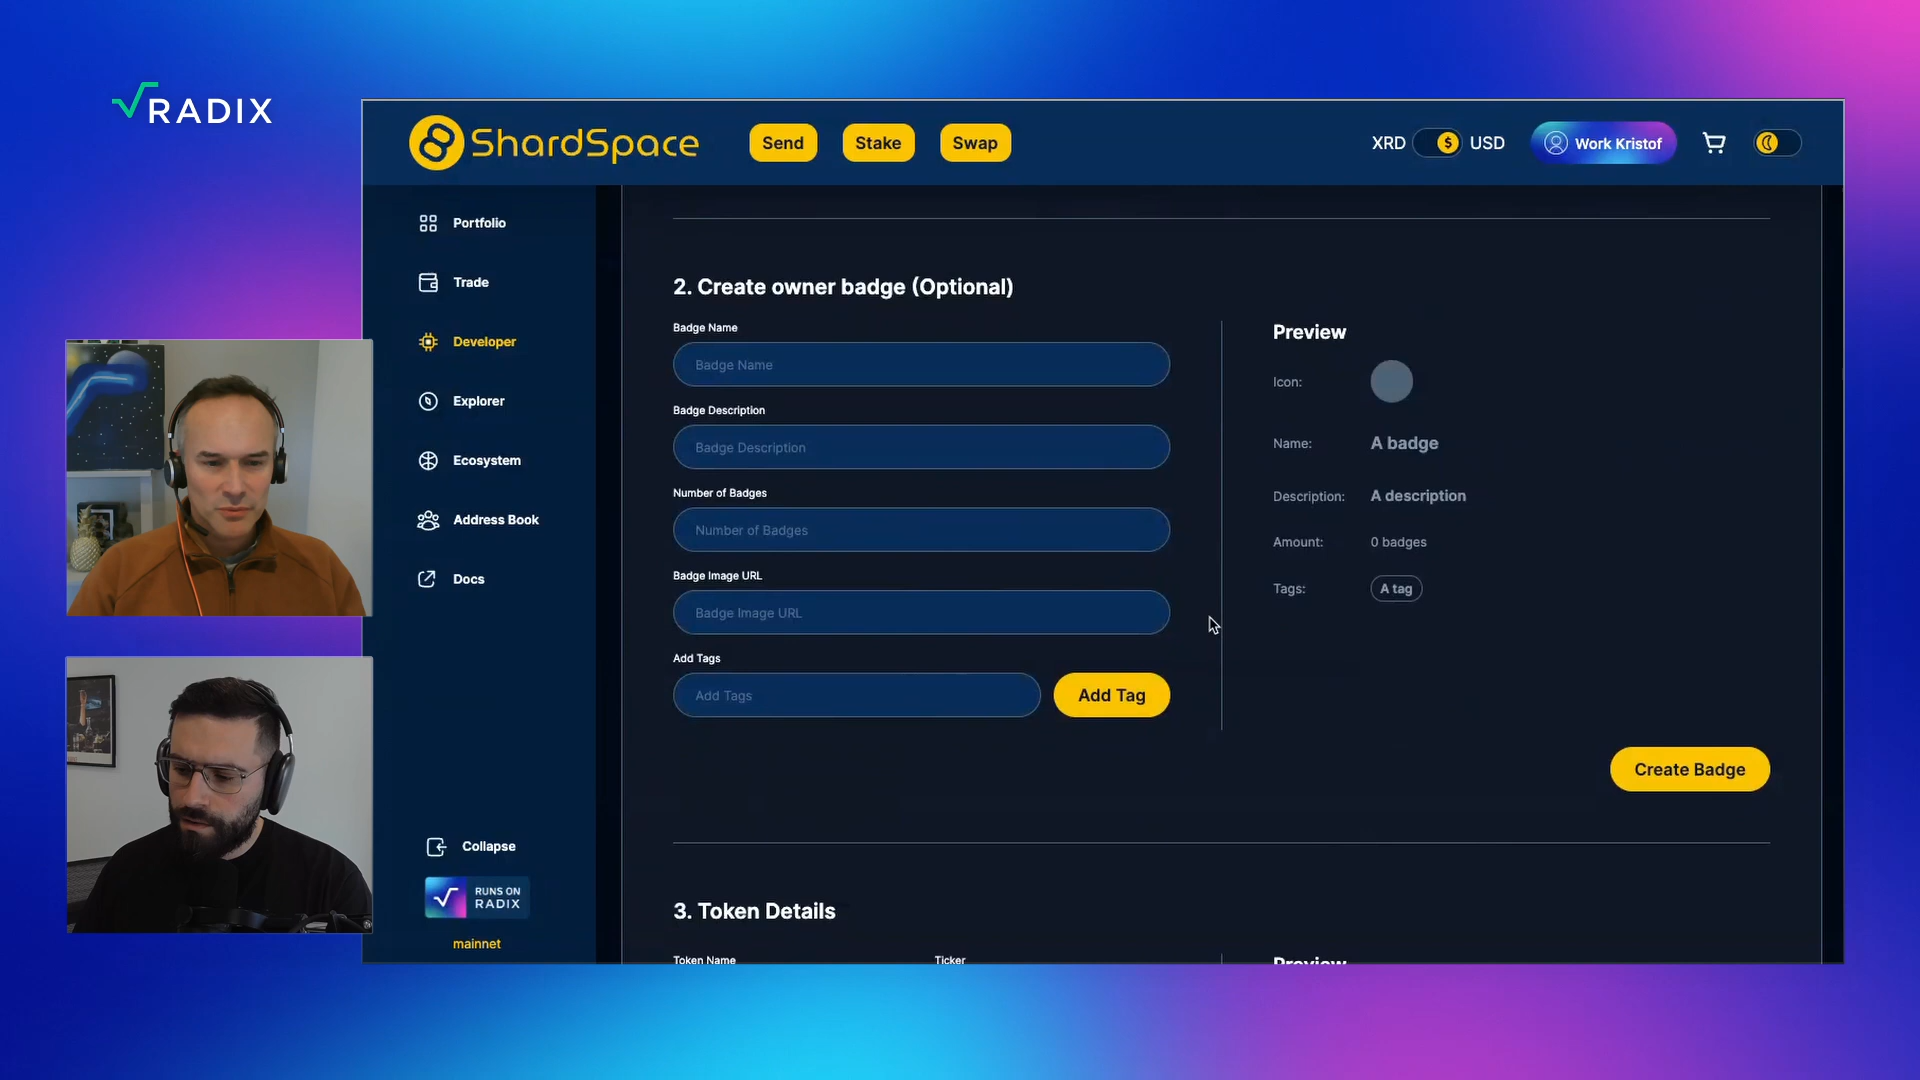 RADIX
ShardSpace
Send
Stake
Swap
XRD
$
USD
Work Kristof
Portfolio
Trade
Developer
Explorer
Ecosystem
Address Book
Docs
Collapse
RUNS ON
RADIX
mainnet
2. Create owner badge (Optional)
Badge Name
Badge Name
Badge Description
Badge Description
Number of Badges
Number of Badges
Badge Image URL
Badge Image URL
Add Tags
Add Tags
Add Tag
Preview
Icon:
Name: A badge
Description: A description
Amount: 0 badges
Tags: A tag
Create Badge
3. Token Details
Token Name
Ticker
Preview